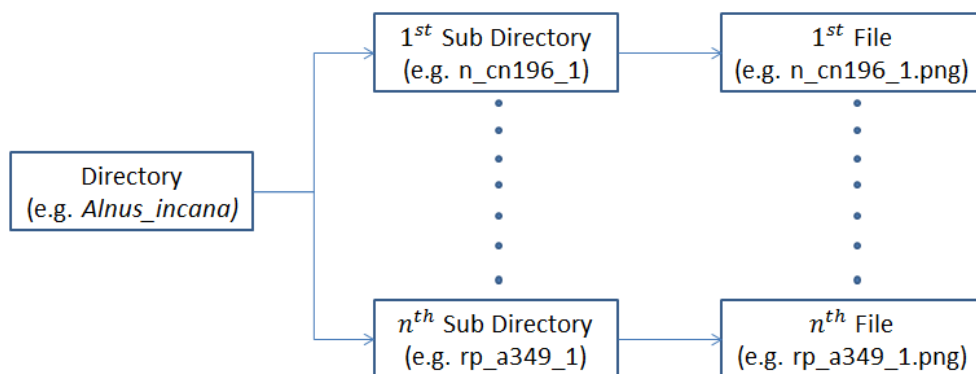 1st Sub Directory
(e.g. n_cn196_1)
1st File
(e.g. n_cn196_1.png)
Directory
(e.g. Alnus_incana)
nth Sub Directory
(e.g. rp_a349_1)
nth File
(e.g. rp_a349_1.png)